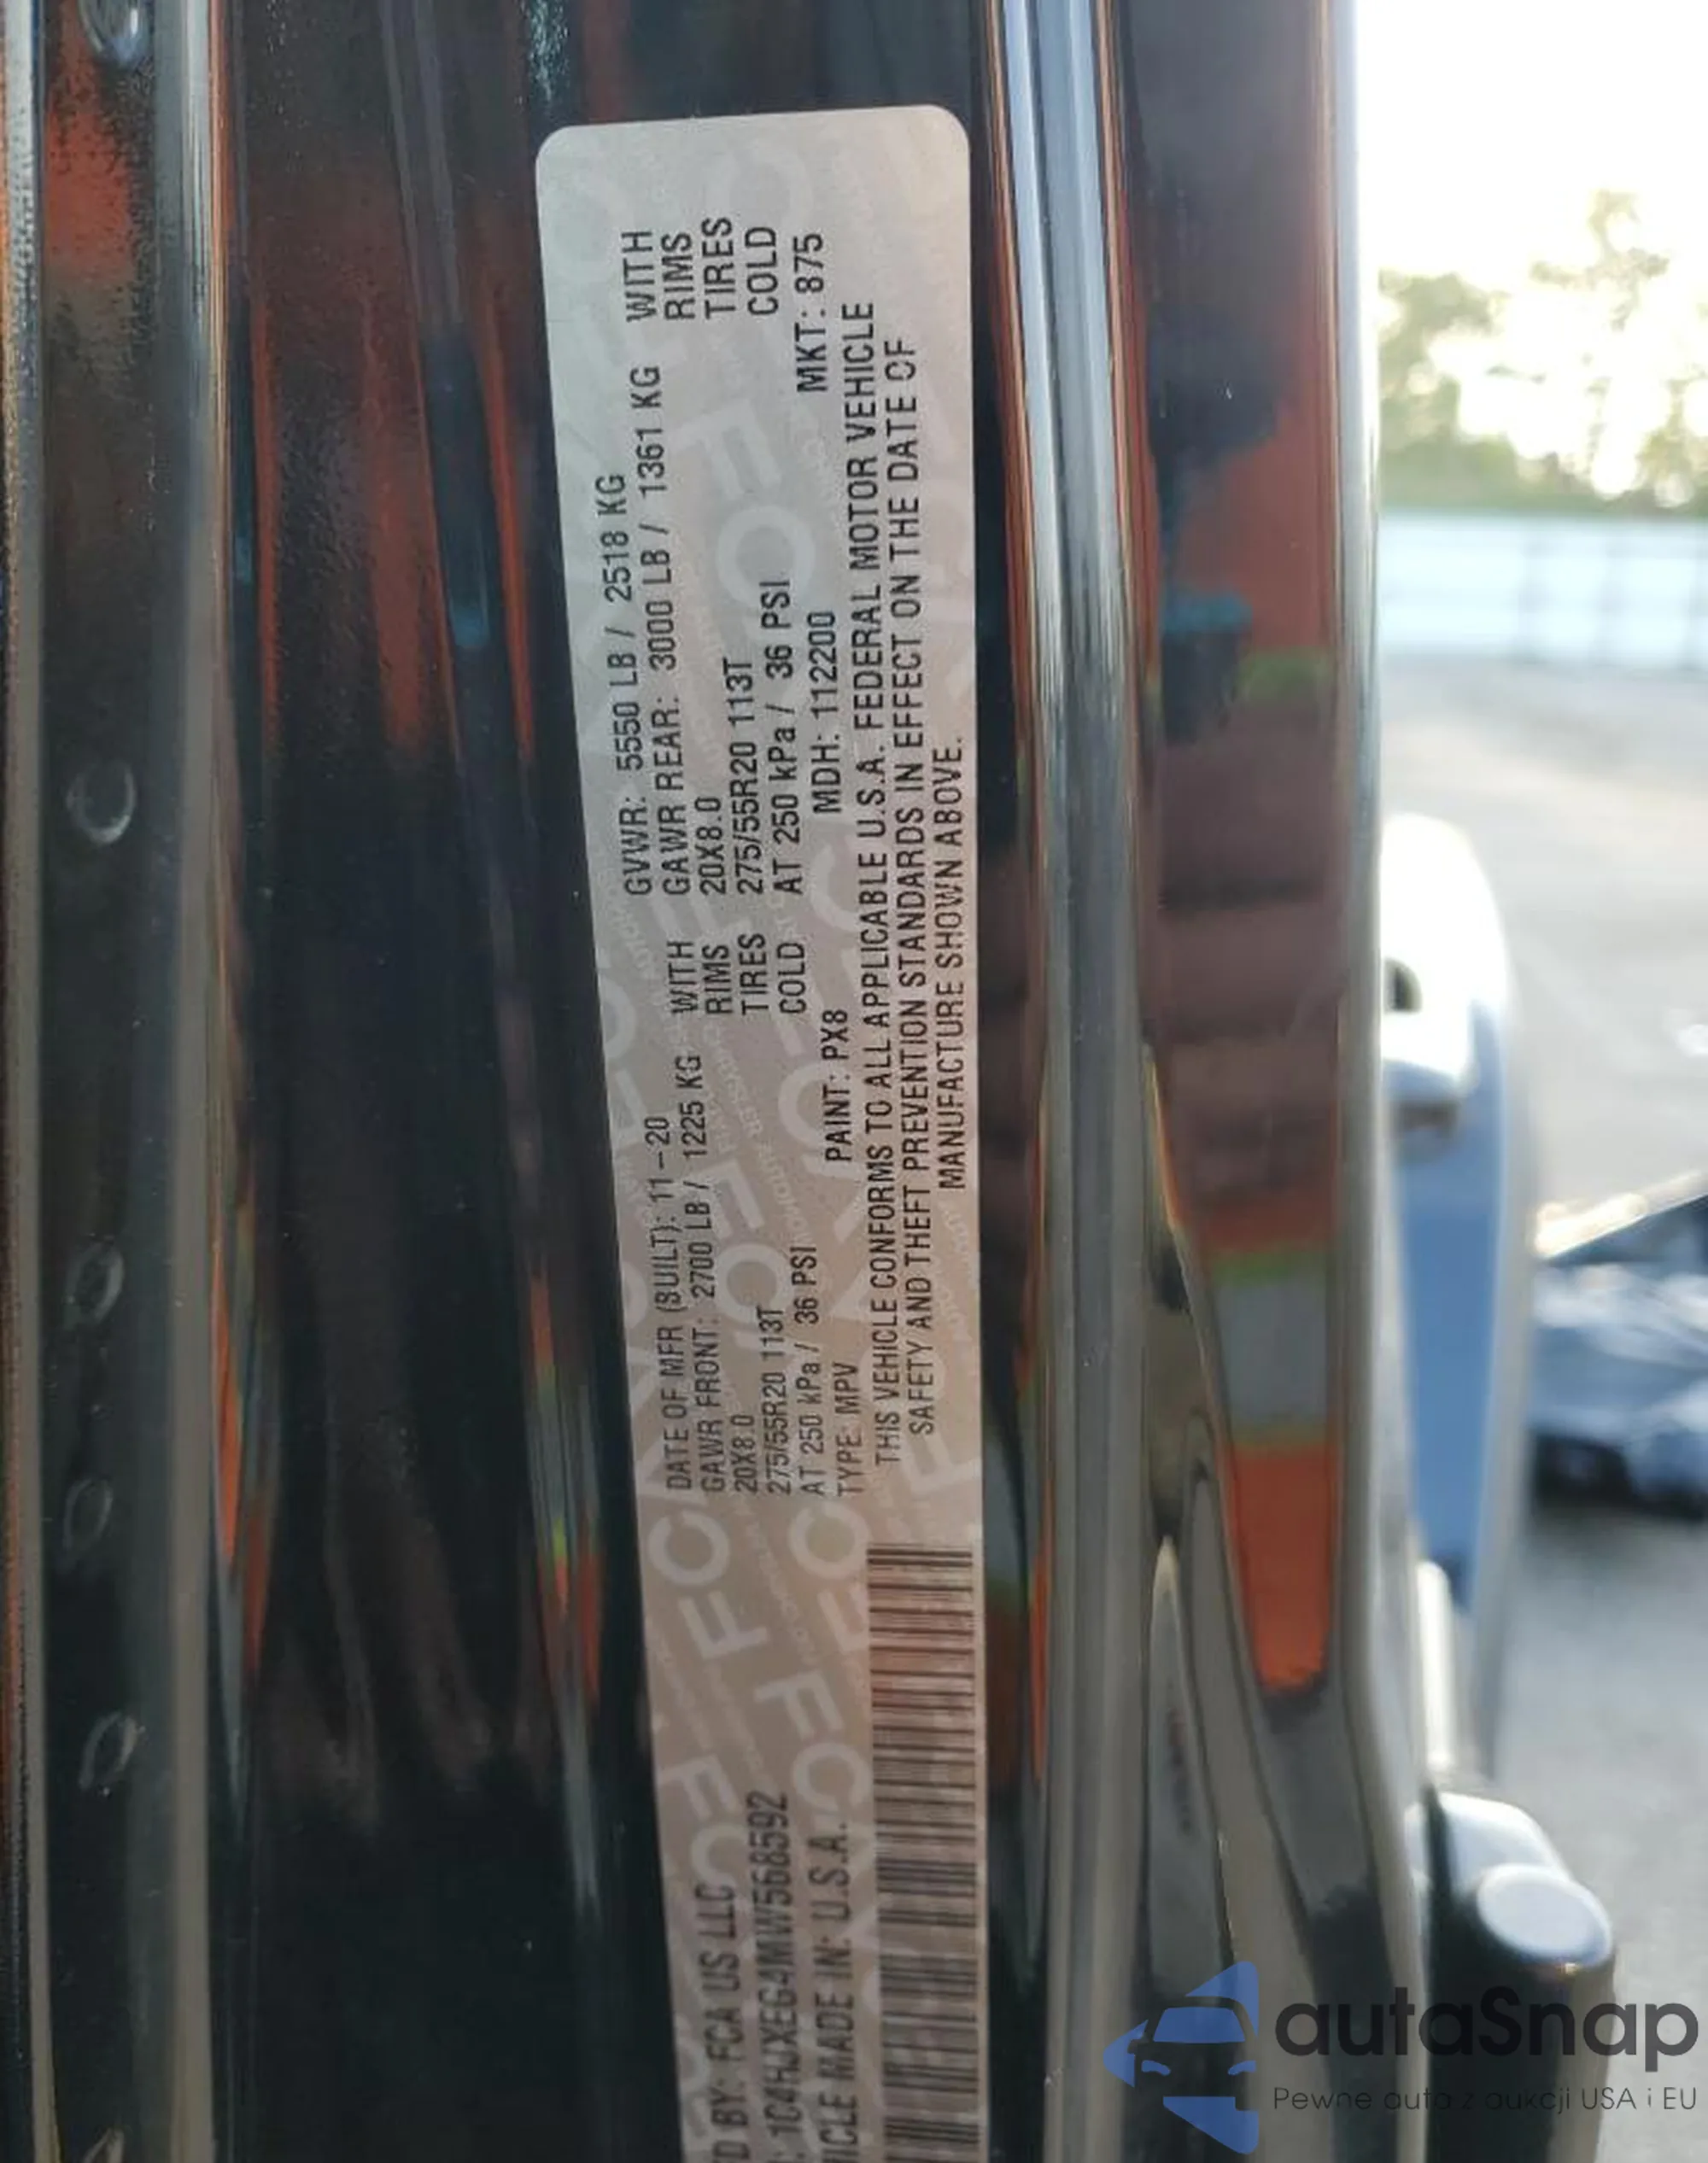 D BY: FCA US LLC
DATE OF MFR (BUILT): 11-20
GVWR: 5550 LB / 2518 KG
GAWR FRONT: 2700 LB / 1225 KG WITH
GAWR REAR: 3000 LB / 1361 KG WITH
20X8.0 RIMS
20X8.0 RIMS
275/55R20 113T TIRES
275/55R20 113T TIRES
AT 250 kPa / 36 PSI COLD
AT 250 kPa / 36 PSI COLD
: 1C4HJXEG4MW568592
TYPE: MPV PAINT: PX8 MDH: 112200 MKT: 875
HICLE MADE IN: U.S.A.
THIS VEHICLE CONFORMS TO ALL APPLICABLE U.S.A. FEDERAL MOTOR VEHICLE
SAFETY AND THEFT PREVENTION STANDARDS IN EFFECT ON THE DATE OF
MANUFACTURE SHOWN ABOVE.
autaSnap
Pewne auta z aukcji USA i EU